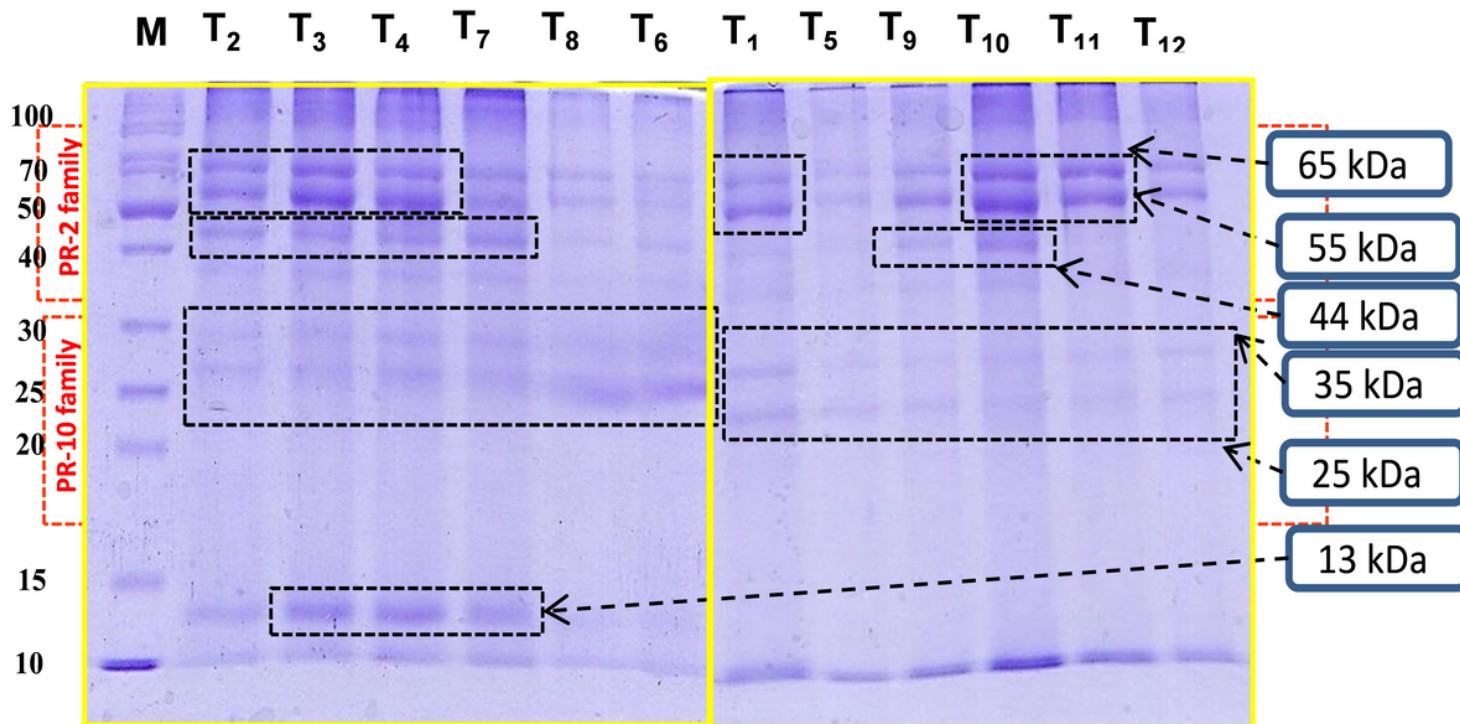 M T₂ T₃ T₄ T₇ T₈ T₆ T₁ T₅ T₉ T₁₀ T₁₁ T₁₂
100
70
50
40
30
25
20
15
10
PR-2 family
PR-10 family
65 kDa
55 kDa
44 kDa
35 kDa
25 kDa
13 kDa